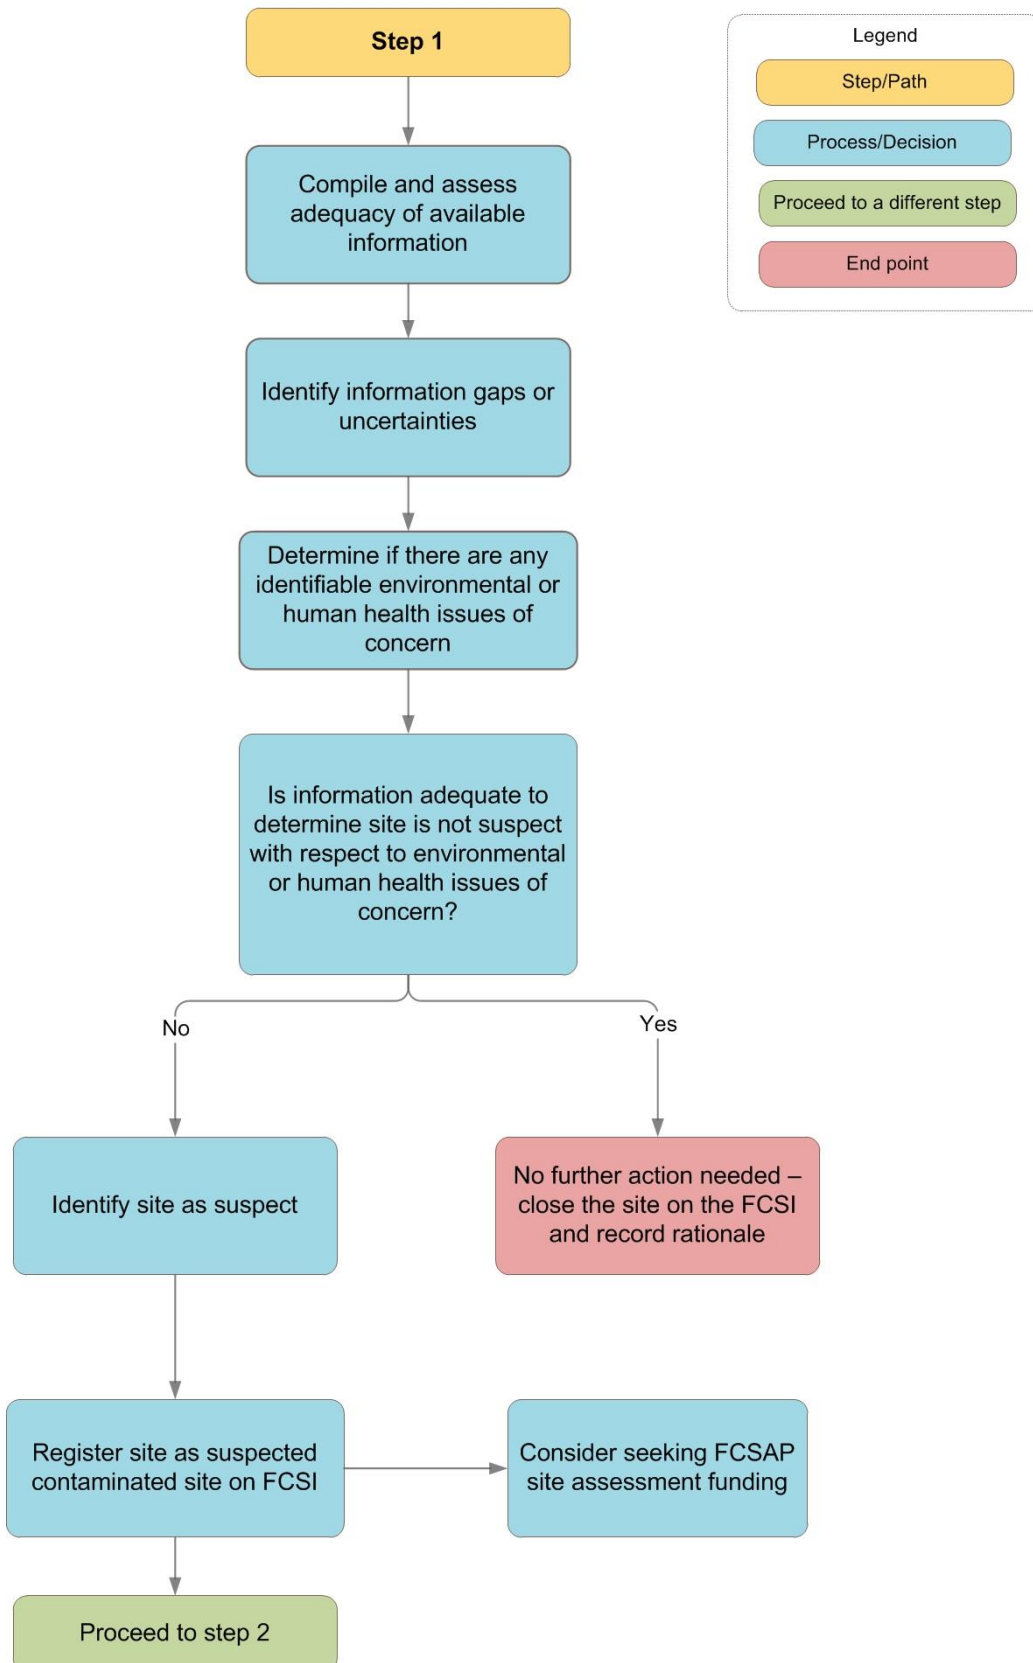 Step 1
Compile and assess
adequacy of available
information
Identify information gaps or
uncertainties
Determine if there are any
identifiable environmental or
human health issues of
concern
Is information adequate to
determine site is not suspect
with respect to environmental
or human health issues of
concern?
No
Yes
Identify site as suspect
No further action needed –
close the site on the FCSI
and record rationale
Register site as suspected
contaminated site on FCSI
Consider seeking FCSAP
site assessment funding
Proceed to step 2
Legend
Step/Path
Process/Decision
Proceed to a different step
End point